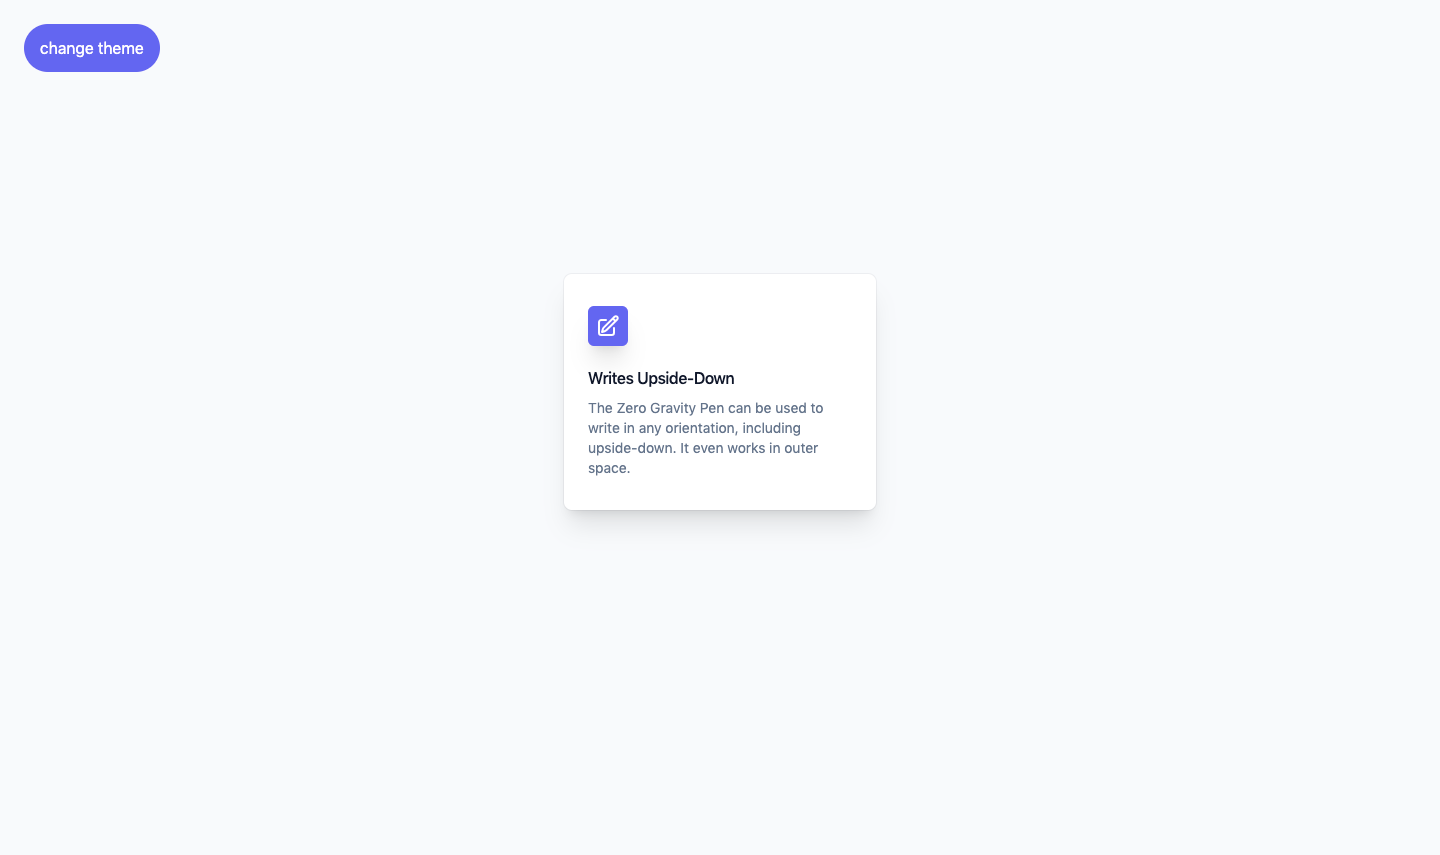 change theme
Writes Upside-Down
The Zero Gravity Pen can be used to
write in any orientation, including
upside-down. It even works in outer
space.